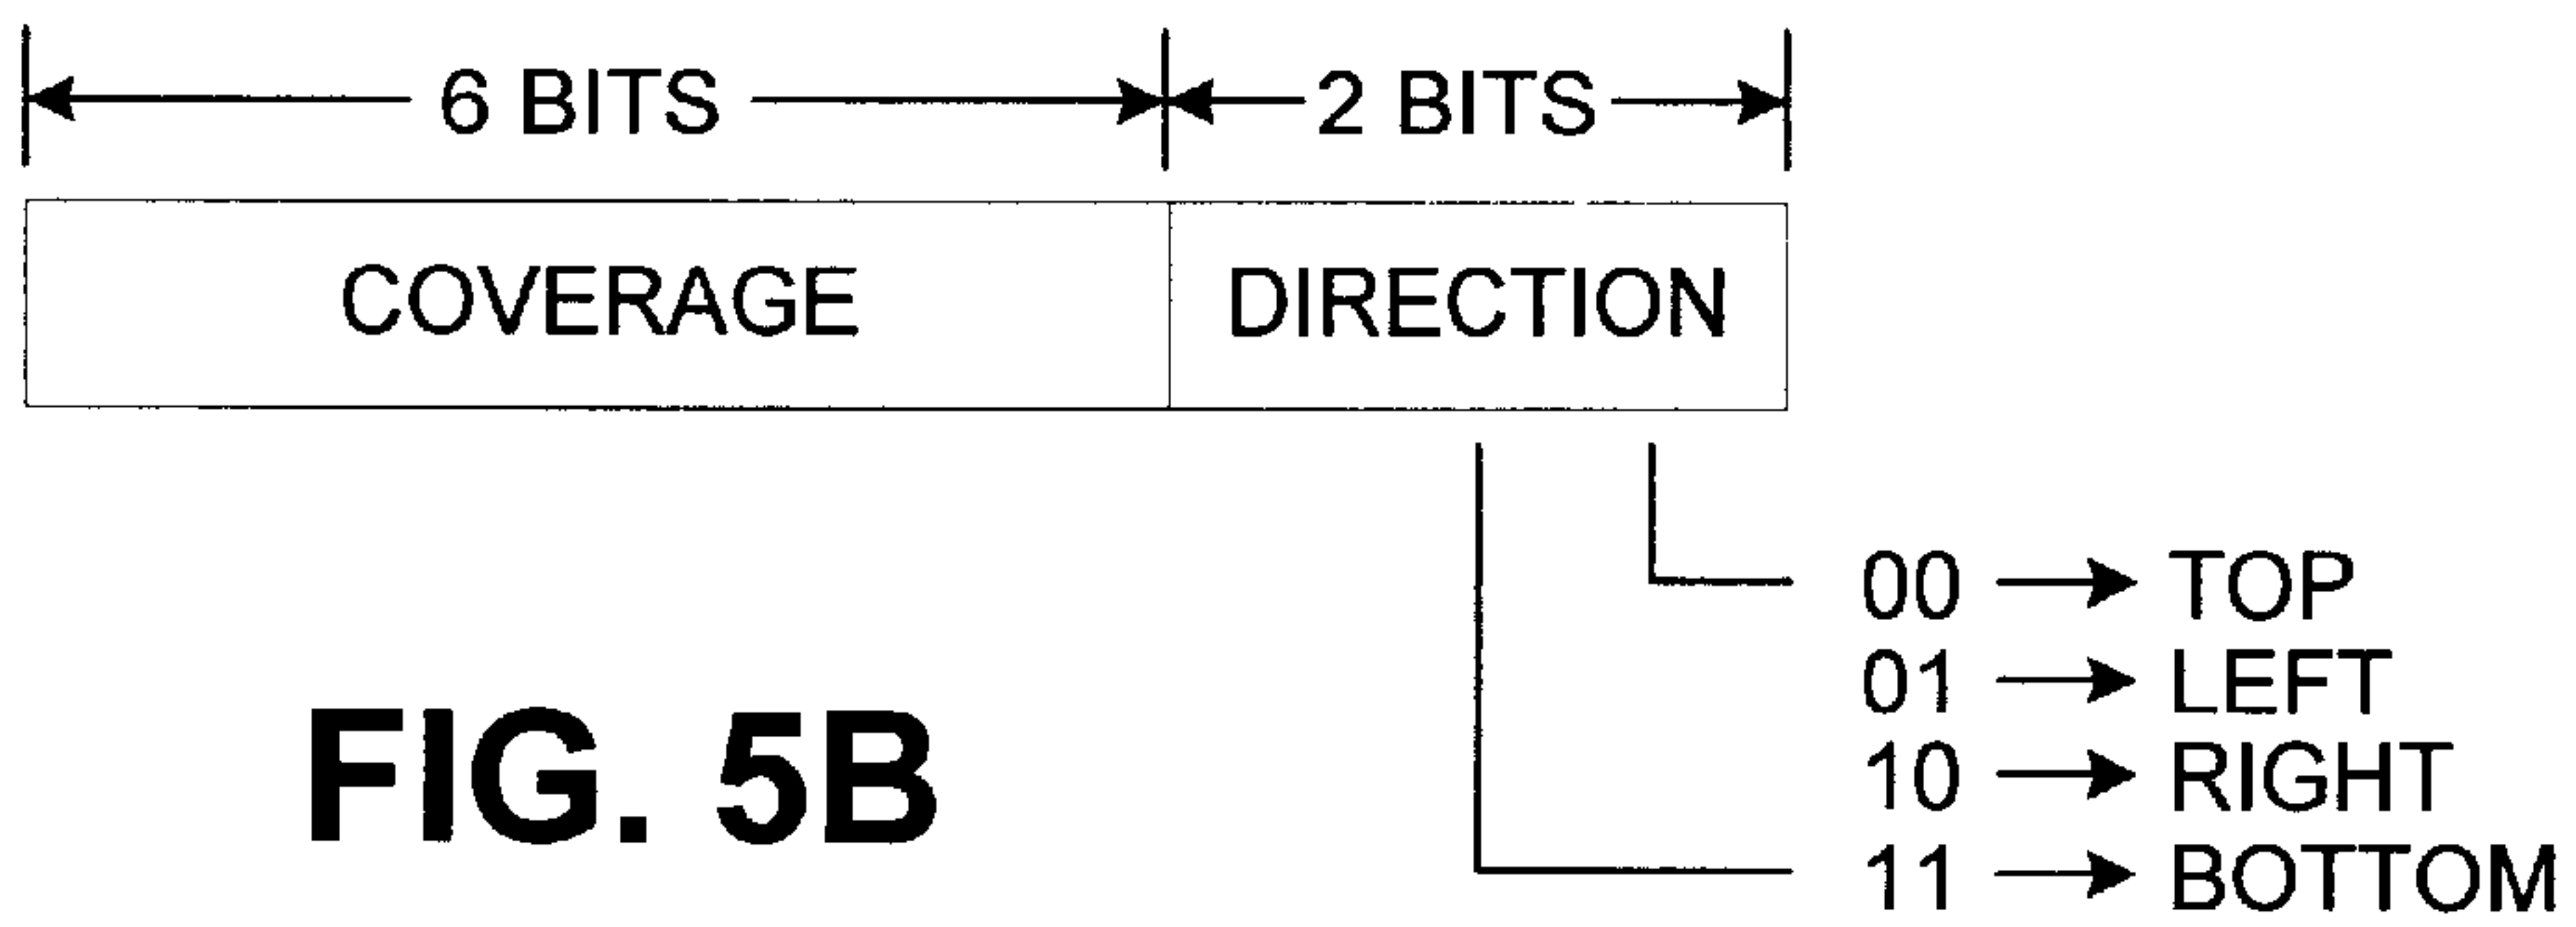 6 BITS 2 BITS
COVERAGE DIRECTION
00 TOP
01 LEFT
10 RIGHT
11 BOTTOM
FIG. 5B